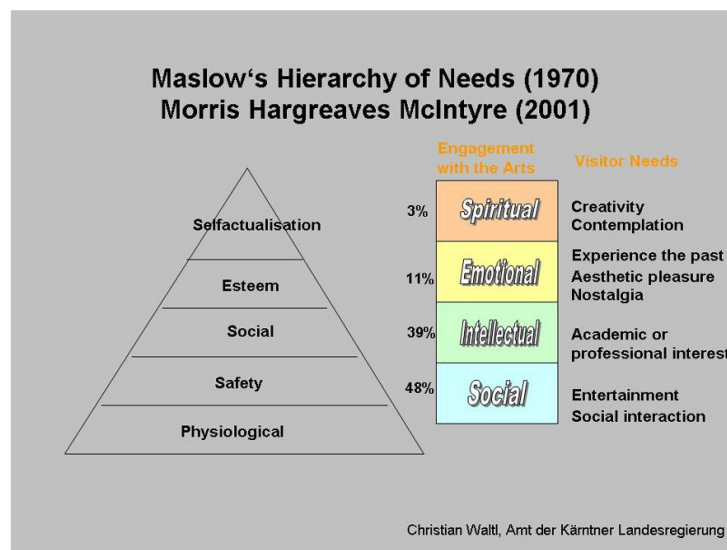 Maslow‘s Hierarchy of Needs (1970)
Morris Hargreaves McIntyre (2001)
Selfactualisation
Esteem
Social
Safety
Physiological
Engagement
with the Arts
Visitor Needs
3%
Spiritual
Creativity
Contemplation
11%
Emotional
Experience the past
Aesthetic pleasure
Nostalgia
39%
Intellectual
Academic or
professional interest
48%
Social
Entertainment
Social interaction
Christian Waltl, Amt der Kärntner Landesregierung